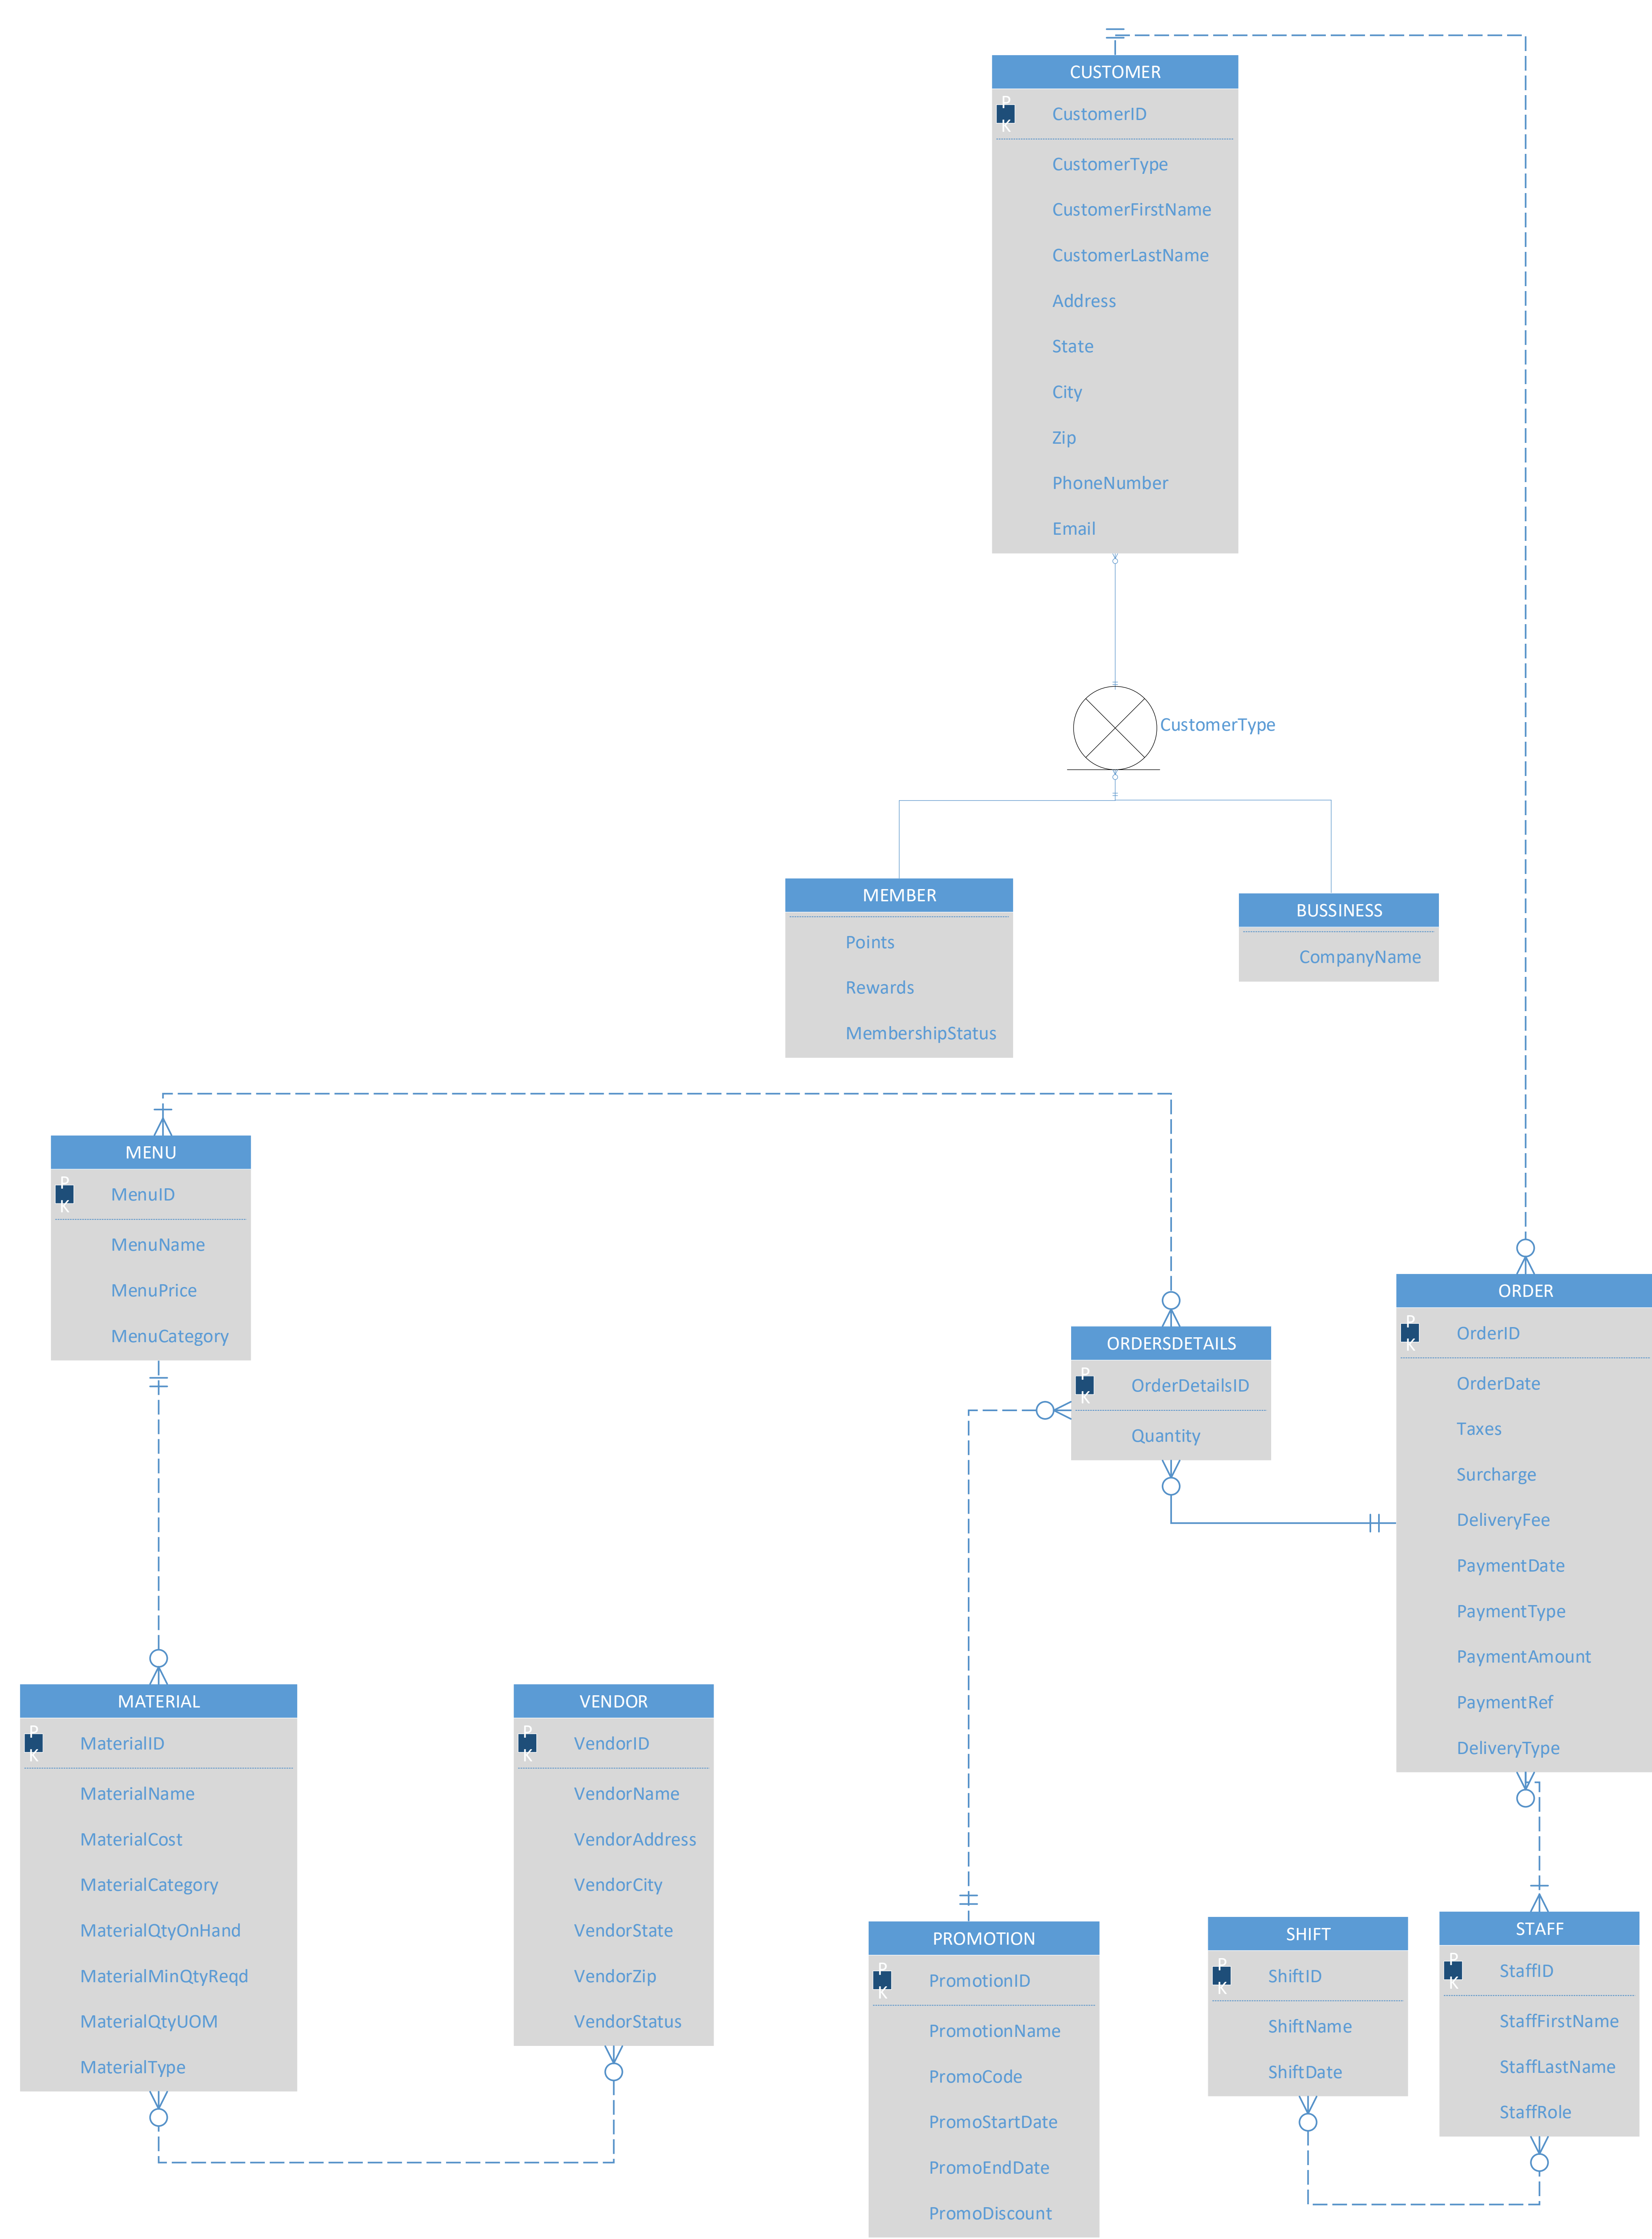 CUSTOMER
PK
CustomerID
CustomerType
CustomerFirstName
CustomerLastName
Address
State
City
Zip
PhoneNumber
Email
CustomerType
MEMBER
Points
Rewards
MembershipStatus
BUSSINESS
CompanyName
MENU
PK
MenuID
MenuName
MenuPrice
MenuCategory
ORDERSDETAILS
PK
OrderDetailsID
Quantity
ORDER
PK
OrderID
OrderDate
Taxes
Surcharge
DeliveryFee
PaymentDate
PaymentType
PaymentAmount
PaymentRef
DeliveryType
MATERIAL
PK
MaterialID
MaterialName
MaterialCost
MaterialCategory
MaterialQtyOnHand
MaterialMinQtyReqd
MaterialQtyUOM
MaterialType
VENDOR
PK
VendorID
VendorName
VendorAddress
VendorCity
VendorState
VendorZip
VendorStatus
PROMOTION
PK
PromotionID
PromotionName
PromoCode
PromoStartDate
PromoEndDate
PromoDiscount
SHIFT
PK
ShiftID
ShiftName
ShiftDate
STAFF
PK
StaffID
StaffFirstName
StaffLastName
StaffRole